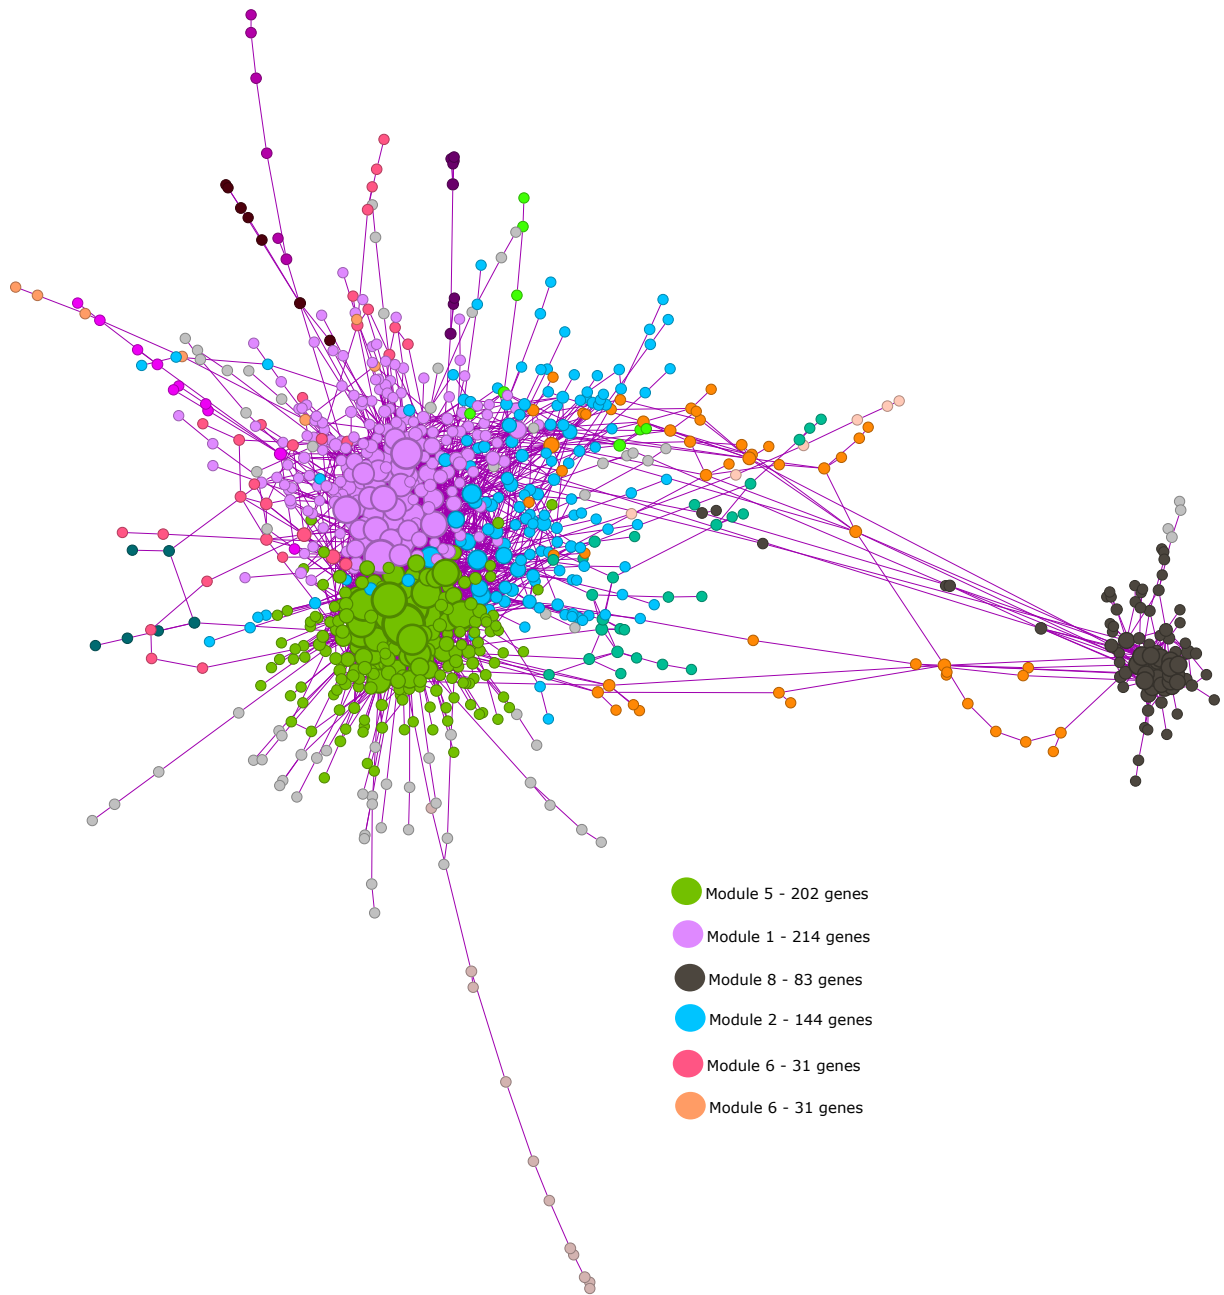 Module 5 - 202 genes
Module 1 - 214 genes
Module 8 - 83 genes
Module 2 - 144 genes
Module 6 - 31 genes
Module 6 - 31 genes